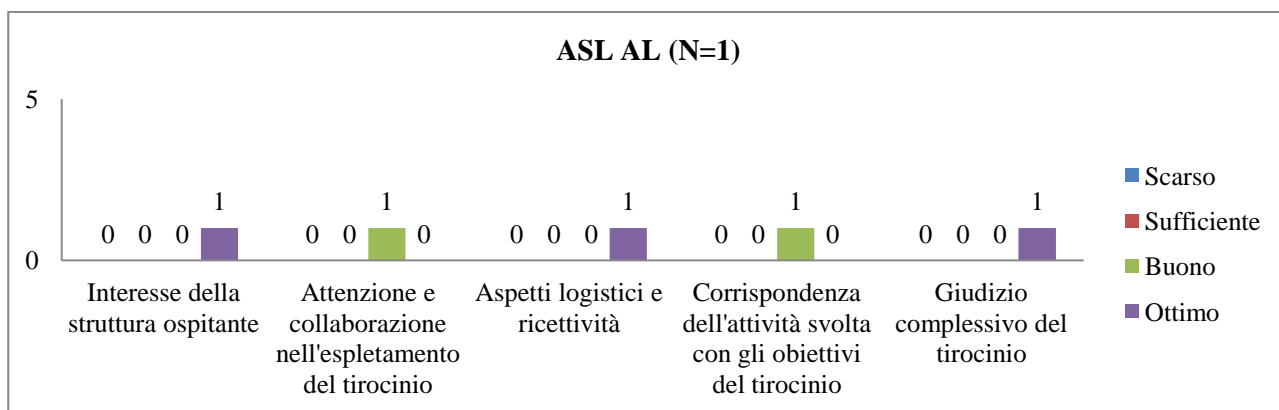 ASL AL (N=1)
5
0
0 0 0 1
0 0 1 0
0 0 0 1
0 0 1 0
0 0 0 1
Interesse della
struttura ospitante
Attenzione e
collaborazione
nell'espletamento
del tirocinio
Aspetti logistici e
ricettività
Corrispondenza
dell'attività svolta
con gli obiettivi
del tirocinio
Giudizio
complessivo del
tirocinio
Scarso
Sufficiente
Buono
Ottimo